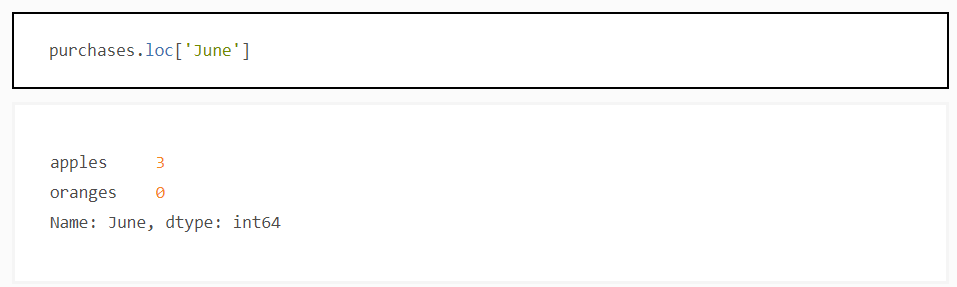 purchases.loc['June']
apples     3
oranges    0
Name: June, dtype: int64